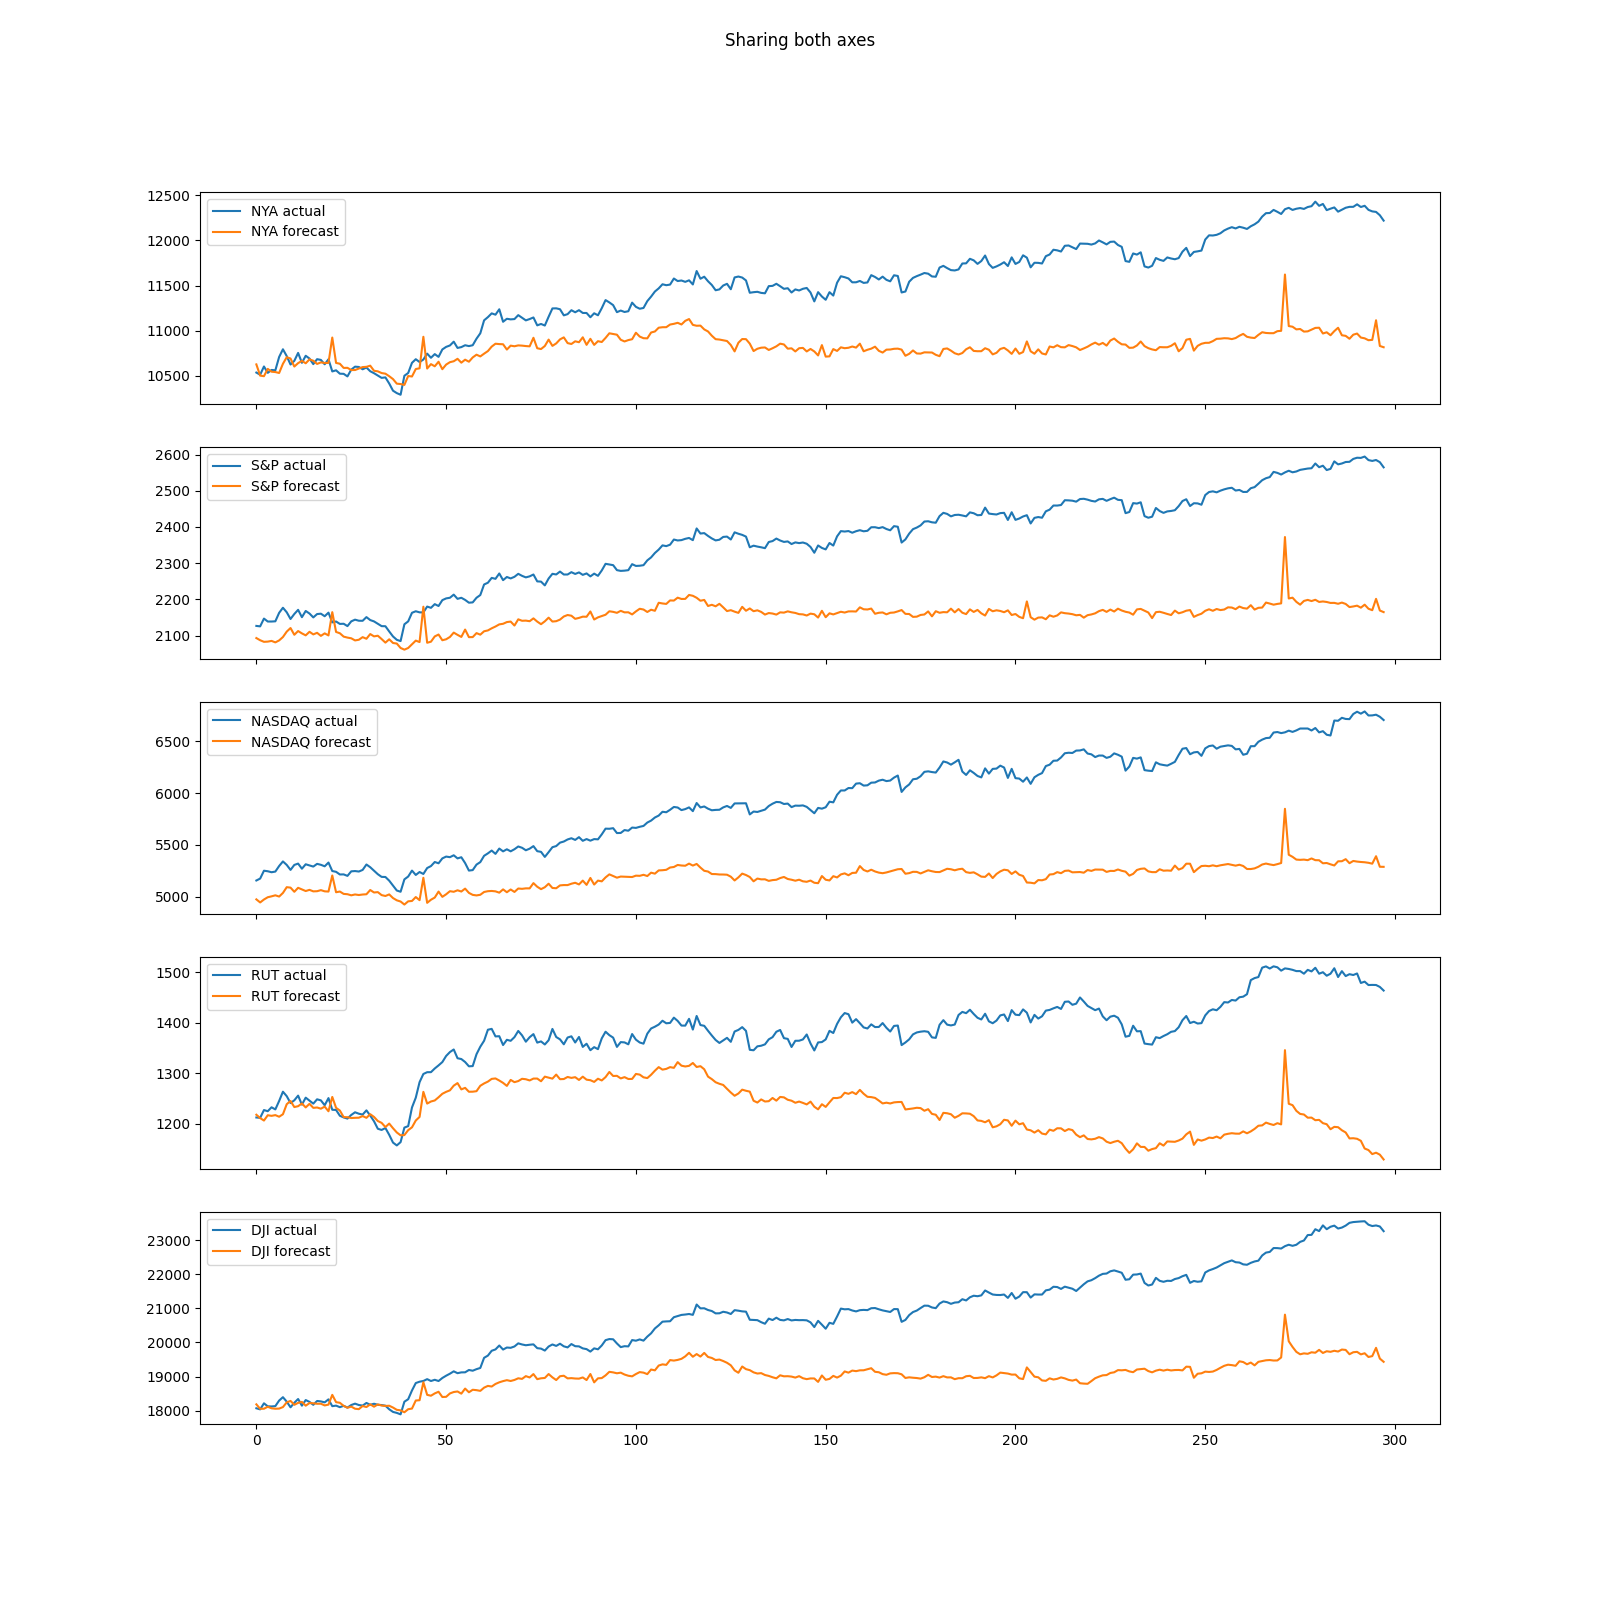 Sharing both axes
12500
12000
11500
11000
10500
NYA actual
NYA forecast
2600
2500
2400
2300
2200
2100
S&P actual
S&P forecast
6500
6000
5500
5000
NASDAQ actual
NASDAQ forecast
1500
1400
1300
1200
RUT actual
RUT forecast
23000
22000
21000
20000
19000
18000
DJI actual
DJI forecast
0 50 100 150 200 250 300